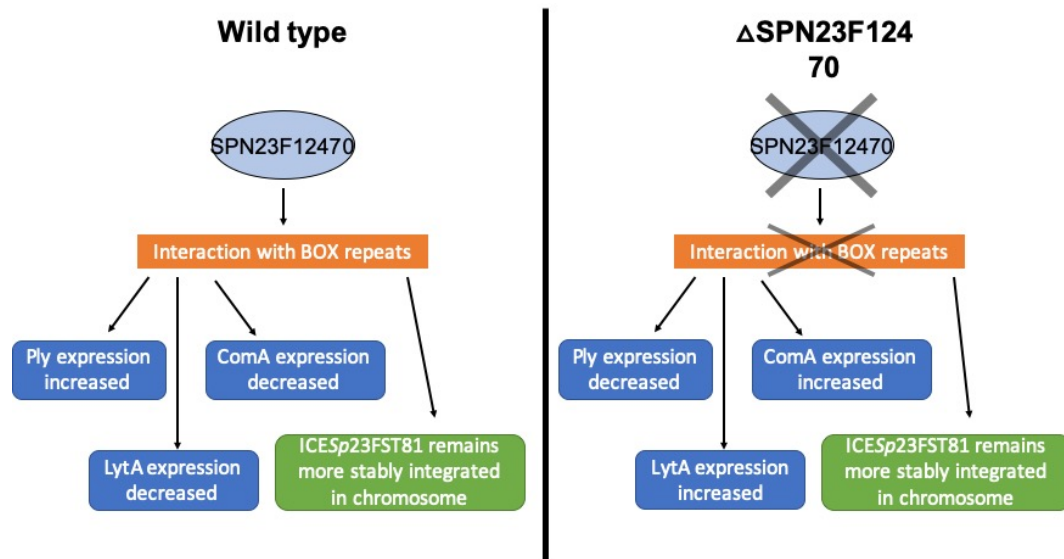 Wild type
SPN23F12470
Interaction with BOX repeats
Ply expression
increased
ComA expression
decreased
LytA expression
decreased
ICESp23FST81 remains
more stably integrated
in chromosome
△SPN23F124
70
SPN23F12470
Interaction with BOX repeats
Ply expression
decreased
ComA expression
increased
LytA expression
increased
ICESp23FST81 remains
more stably integrated
in chromosome